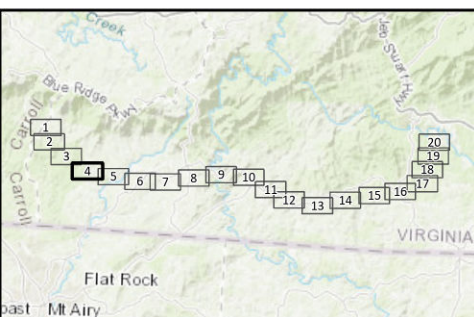 Creek
Blue Ridge Pkwy
Jeb Stuart Hwy
Carroll
Carroll
1
2
3
4
5
6
7
8
9
10
11
12
13
14
15
16
17
18
19
20
VIRGINIA
Flat Rock
oast Mt Airy